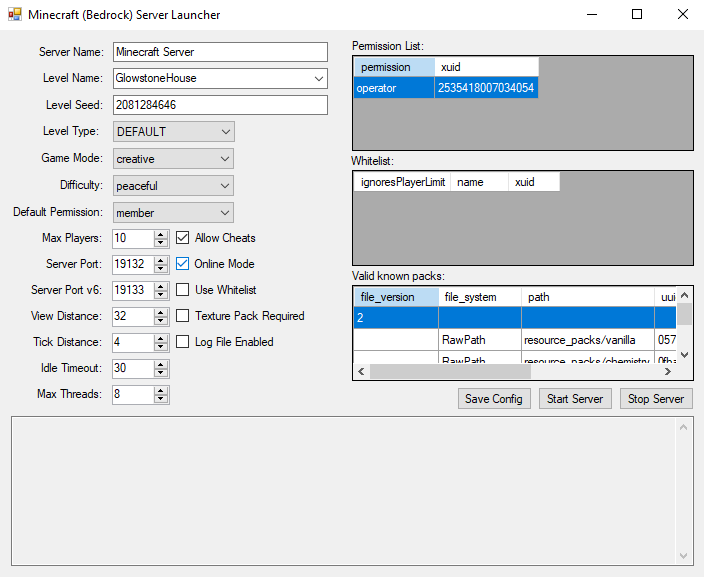 Minecraft (Bedrock) Server Launcher
Server Name: Minecraft Server
Level Name: GlowstoneHouse
Level Seed: 2081284646
Level Type: DEFAULT
Game Mode: creative
Difficulty: peaceful
Default Permission: member
Max Players: 10 Allow Cheats
Server Port: 19132 Online Mode
Server Port v6: 19133 Use Whitelist
View Distance: 32 Texture Pack Required
Tick Distance: 4 Log File Enabled
Idle Timeout: 30
Max Threads: 8
Permission List:
permission xuid
operator 2535418007034054
Whitelist:
ignoresPlayerLimit name xuid
Valid known packs:
file_version file_system path uui
2
RawPath resource_packs/vanilla 057
RawPath resource_packs/chemistry
Save Config Start Server Stop Server